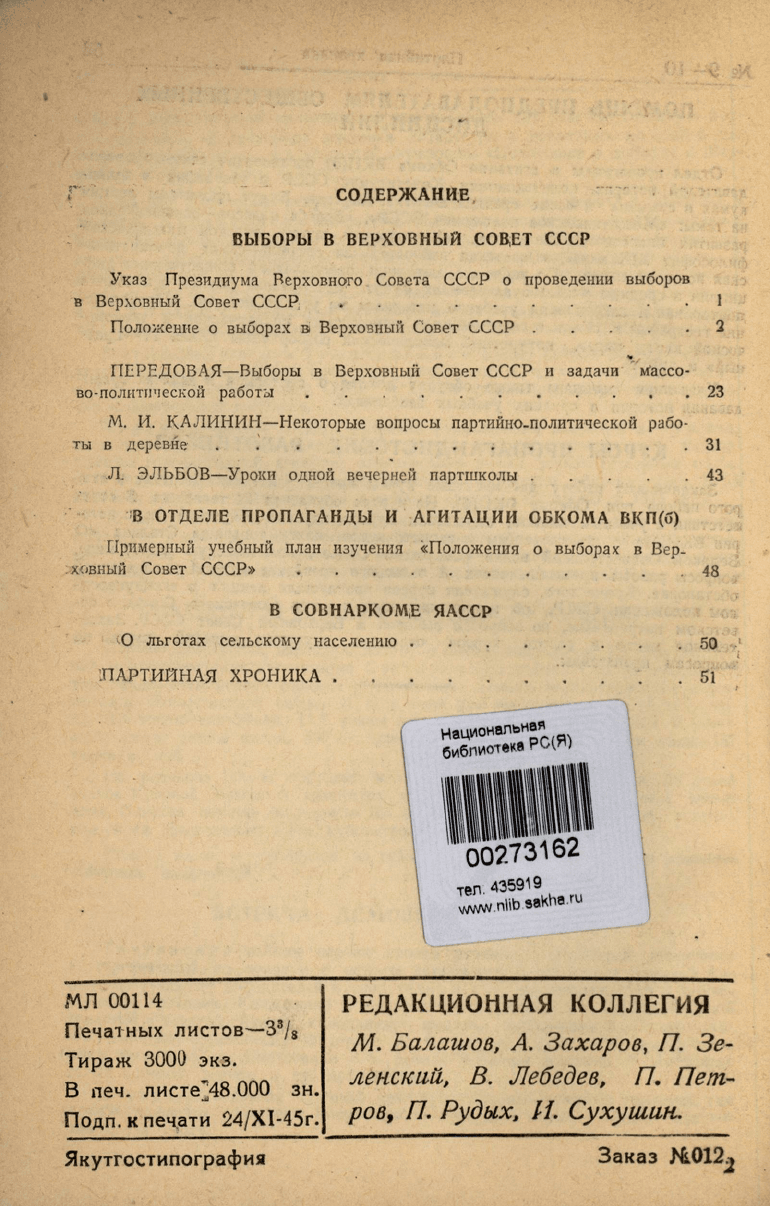 СОДЕРЖАНИЕ
ВЫБОРЫ В ВЕРХОВНЫЙ СОВЕТ СССР
Указ Президиума Верховного Совета СССР о проведении выборов
в Верховный Совет СССР . . . . . . . . . . 1
Положение о выборах в Верховный Совет СССР . . . . . 2
ПЕРЕДОВАЯ—Выборы в Верховный Совет СССР и задачи массо-
во-политической работы . . . . . . . . . . . 23
М. И. КАЛИНИН—Некоторые вопросы партийно-политической рабо-
ты в деревне . . . . . . . . . . . . . 31
Л. ЭЛЬБОВ—Уроки одной вечерней партшколы . . . . . 43
В ОТДЕЛЕ ПРОПАГАНДЫ И АГИТАЦИИ ОБКОМА ВКП(б)
Примерный учебный план изучения «Положения о выборах в Вер-
ховный Совет СССР» . . . . . . . . . . . 48
В СОВНАРКОМЕ ЯАССР
О льготах сельскому населению . . . . . . . . 50
ПАРТИЙНАЯ ХРОНИКА . . . . . . . . . . 51
Национальная
библиотека РС(Я)
00273162
тел. 435919
www.nlib.sakha.ru
МЛ 00114
Печатных листов—3³/₈
Тираж 3000 экз.
В печ. листе 48.000 зн.
Подп. к печати 24/XI-45г.
РЕДАКЦИОННАЯ КОЛЛЕГИЯ
М. Балашов, А. Захаров, П. Зе-
ленский, В. Лебедев, П. Пет-
ров, П. Рудых, И. Сухушин.
Якутгостипография
Заказ №0122